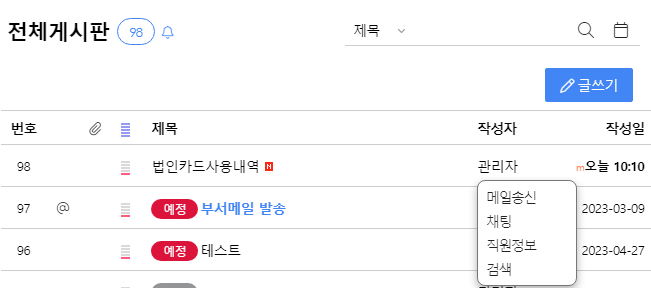 전체게시판 98
제목
글쓰기
번호 제목 작성자 작성일
98 법인카드사용내역 N 관리자 m오늘 10:10
97 @ 예정 부서메일 발송 2023-03-09
96 예정 테스트 2023-04-27
메일송신
채팅
직원정보
검색